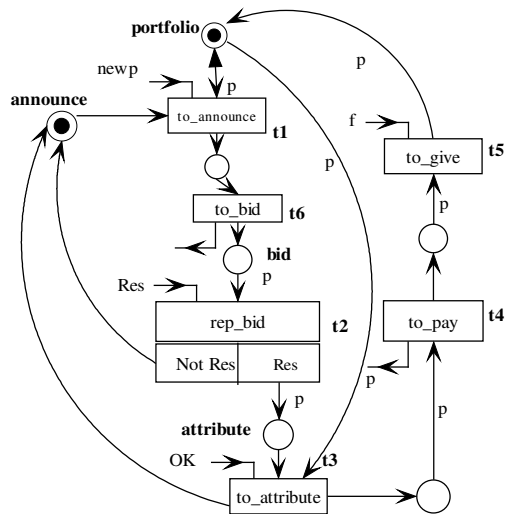 portfolio
p
newp
p
announce
to_announce
t1
f
to_give
t5
p
p
to_bid
t6
bid
p
Res
rep_bid
t2
to_pay
t4
Not Res
Res
p
p
p
attribute
OK
t3
to_attribute